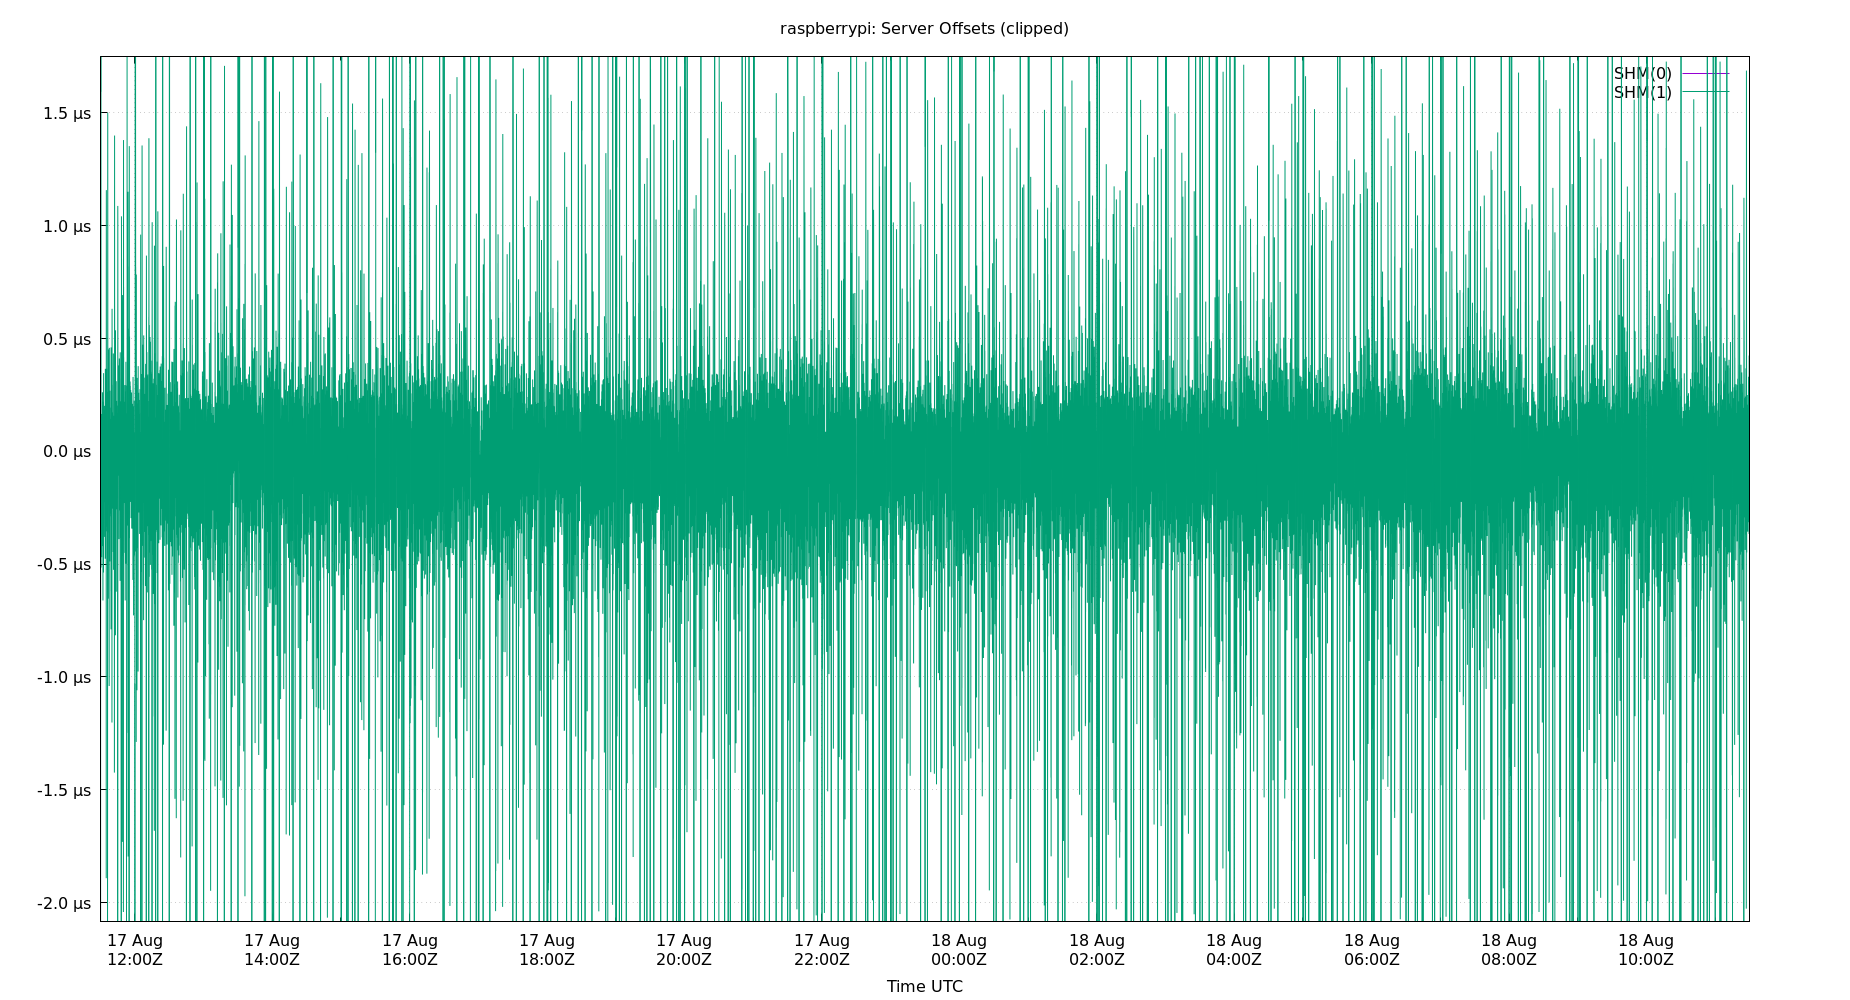 raspberrypi: Server Offsets (clipped)
SHM(0)
SHM(1)
1.5 µs
1.0 µs
0.5 µs
0.0 µs
-0.5 µs
-1.0 µs
-1.5 µs
-2.0 µs
17 Aug 17 Aug 17 Aug 17 Aug 17 Aug 17 Aug 18 Aug 18 Aug 18 Aug 18 Aug 18 Aug 18 Aug
12:00Z 14:00Z 16:00Z 18:00Z 20:00Z 22:00Z 00:00Z 02:00Z 04:00Z 06:00Z 08:00Z 10:00Z
Time UTC